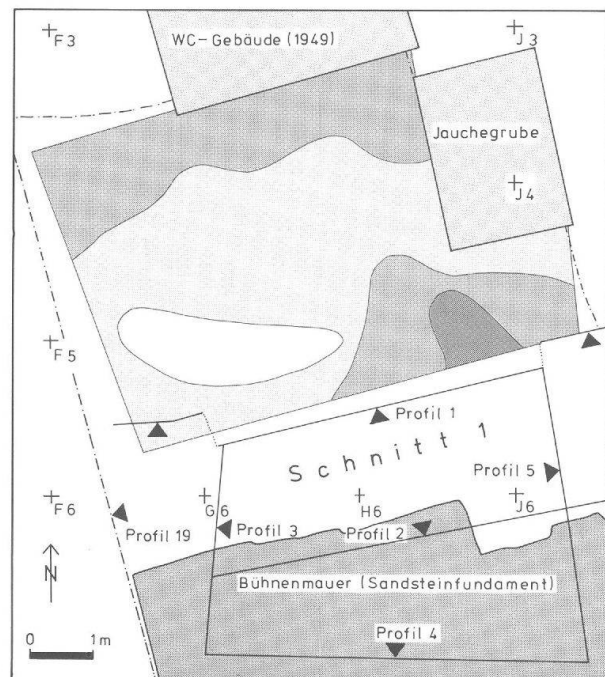 F3
WC-Gebäude (1949)
J3
Jauchegrube
J4
F5
Profil 1
Schnitt 1
Profil 5
F6
G6
H6
J6
Profil 19
Profil 3
Profil 2
N
Bühnenmauer (Sandsteinfundament)
0 1m
Profil 4